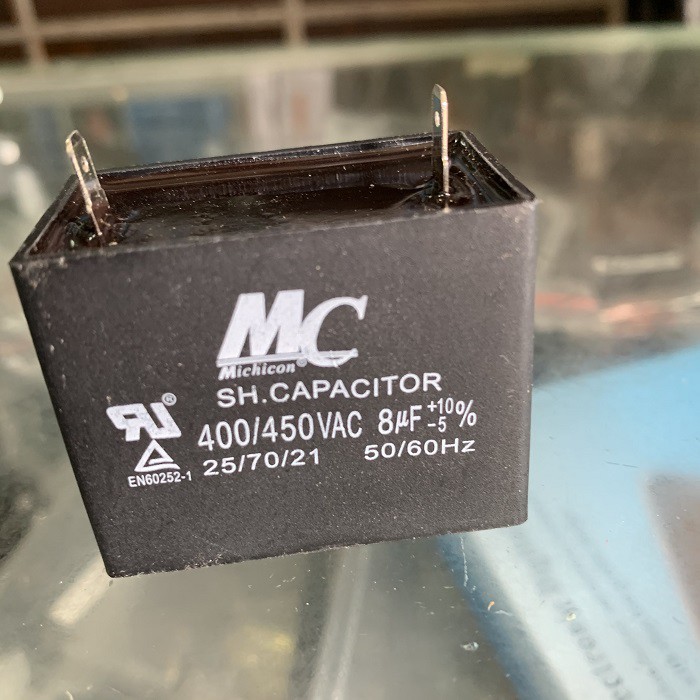 MC
Michicon®
SH.CAPACITOR
400/450VAC 8µF +10 -5 %
25/70/21 50/60Hz
EN60252-1